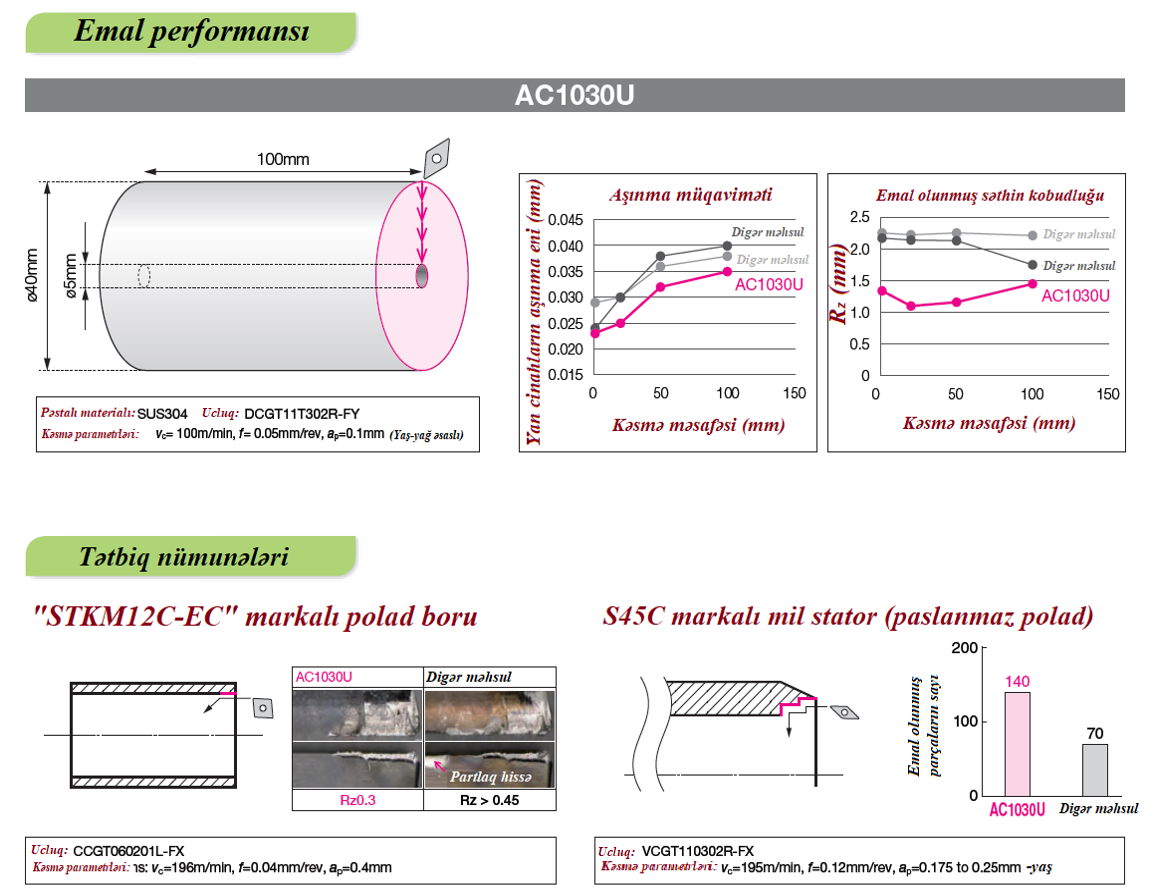 Emal performansı
AC1030U
100mm
ø40mm
ø5mm
Pəstah materialı: SUS304 Ucluq: DCGT11T302R-FY
Kəsmə parametrləri: vc= 100m/min, f= 0.05mm/rev, ap=0.1mm (Yaş-yağ əsaslı)
Aşınma müqaviməti
Yan cinahların aşınma eni (mm)
0.045
0.040
0.035
0.030
0.025
0.020
0.015
Digər məhsul
Digər məhsul
AC1030U
0 50 100 150
Kəsmə məsafəsi (mm)
Emal olunmuş səthin kobudluğu
Rz (mm)
2.5
2.0
1.5
1.0
0.5
0
Digər məhsul
Digər məhsul
AC1030U
0 50 100 150
Kəsmə məsafəsi (mm)
Tətbiq nümunələri
"STKM12C-EC" markalı polad boru
AC1030U Digər məhsul
Partlaq hissə
Rz0.3 Rz > 0.45
Ucluq: CCGT060201L-FX
Kəsmə parametrləri: ns: vc=196m/min, f=0.04mm/rev, ap=0.4mm
S45C markalı mil stator (paslanmaz polad)
Emal olunmuş
parçaların sayı
200
100
0
140
70
AC1030U Digər məhsul
Ucluq: VCGT110302R-FX
Kəsmə parametrləri: vc=195m/min, f=0.12mm/rev, ap=0.175 to 0.25mm -yaş